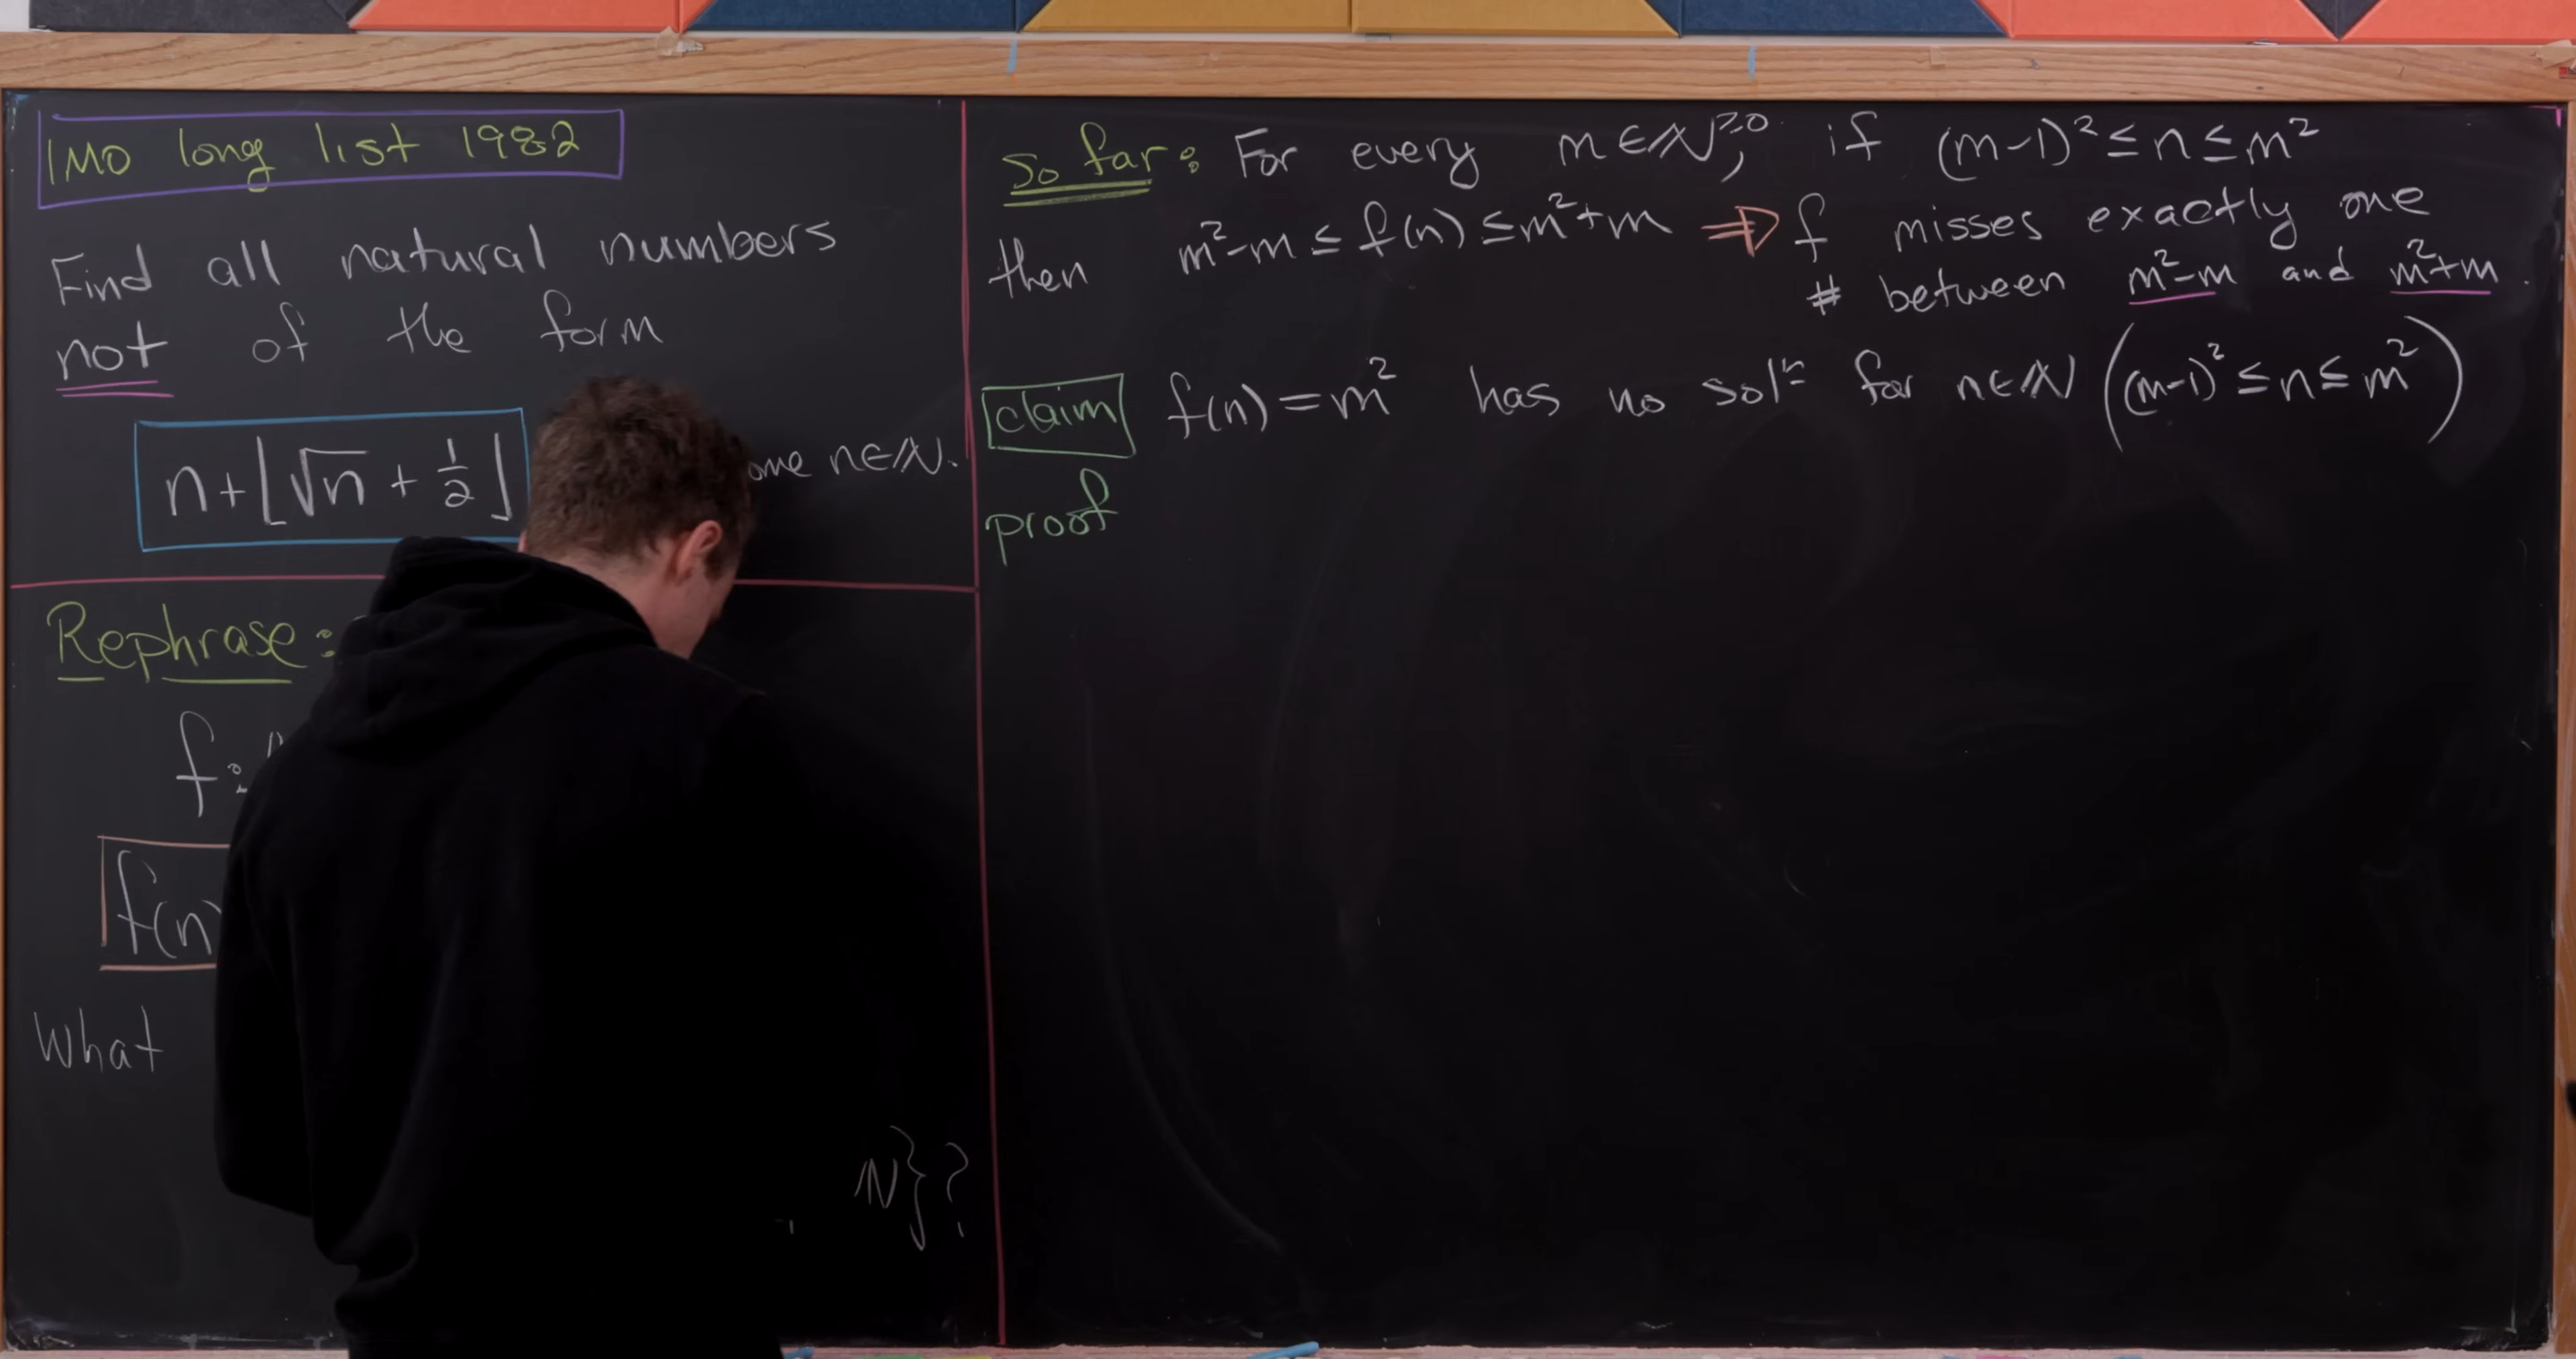 IMO long list 1982
Find all natural numbers
not of the form
n+⌊√n + 1/2⌋ ome n∈ℕ.
Rephrase:
f:
f(n)
What
ℕ}?
So far: For every m∈ℕ^≥0, if (m-1)² ≤ n ≤ m²
then m²-m ≤ f(n) ≤ m²+m ⇒ f misses exactly one
# between m²-m and m²+m.
claim f(n) = m² has no solⁿ for n∈ℕ ((m-1)² ≤ n ≤ m²)
proof